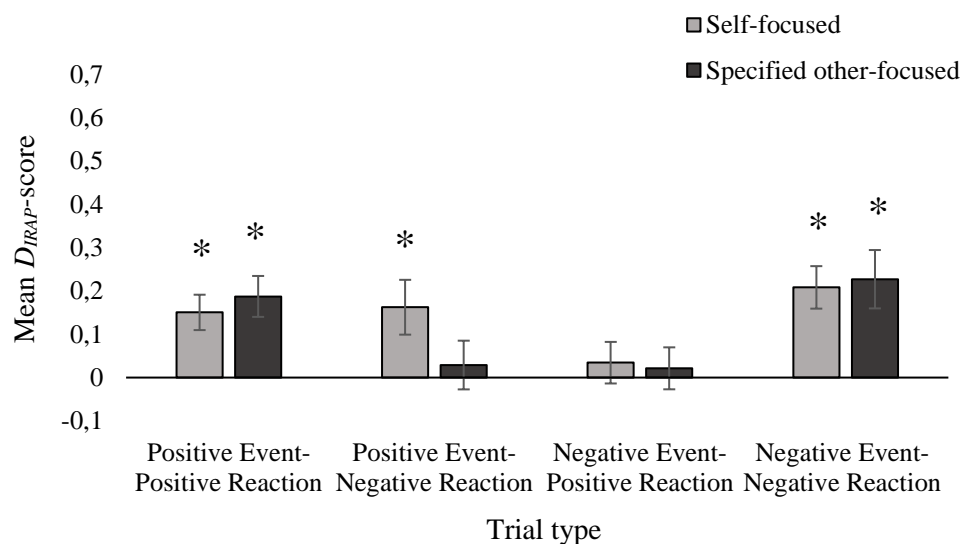 Self-focused
Specified other-focused
0,7
0,6
0,5
0,4
0,3
0,2
0,1
0
-0,1
Mean DIRAP-score
* * * * *
Positive Event-
Positive Reaction
Positive Event-
Negative Reaction
Negative Event-
Positive Reaction
Negative Event-
Negative Reaction
Trial type